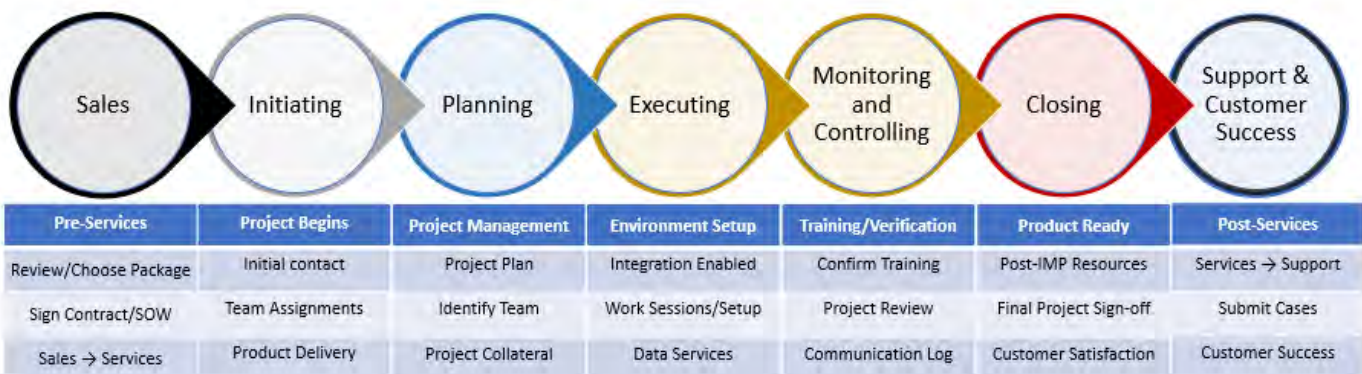 Sales
Initiating
Planning
Executing
Monitoring
and
Controlling
Closing
Support &
Customer
Success
Pre-Services
Project Begins
Project Management
Environment Setup
Training/Verification
Product Ready
Post-Services
Review/Choose Package
Initial contact
Project Plan
Integration Enabled
Confirm Training
Post-IMP Resources
Services → Support
Sign Contract/SOW
Team Assignments
Identify Team
Work Sessions/Setup
Project Review
Final Project Sign-off
Submit Cases
Sales → Services
Product Delivery
Project Collateral
Data Services
Communication Log
Customer Satisfaction
Customer Success